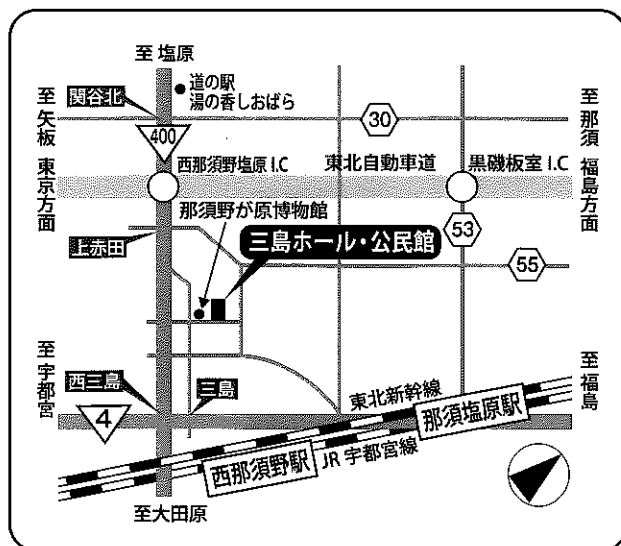 至 塩原
関谷北
道の駅
湯の香しおばら
至矢板
400
30
至那須
東京方面
西那須野塩原 I.C
東北自動車道
黒磯板室 I.C
福島方面
那須野が原博物館
53
上赤田
三島ホール・公民館
55
至宇都宮
西三島
三島
至福島
4
東北新幹線
那須塩原駅
西那須野駅
JR 宇都宮線
至大田原